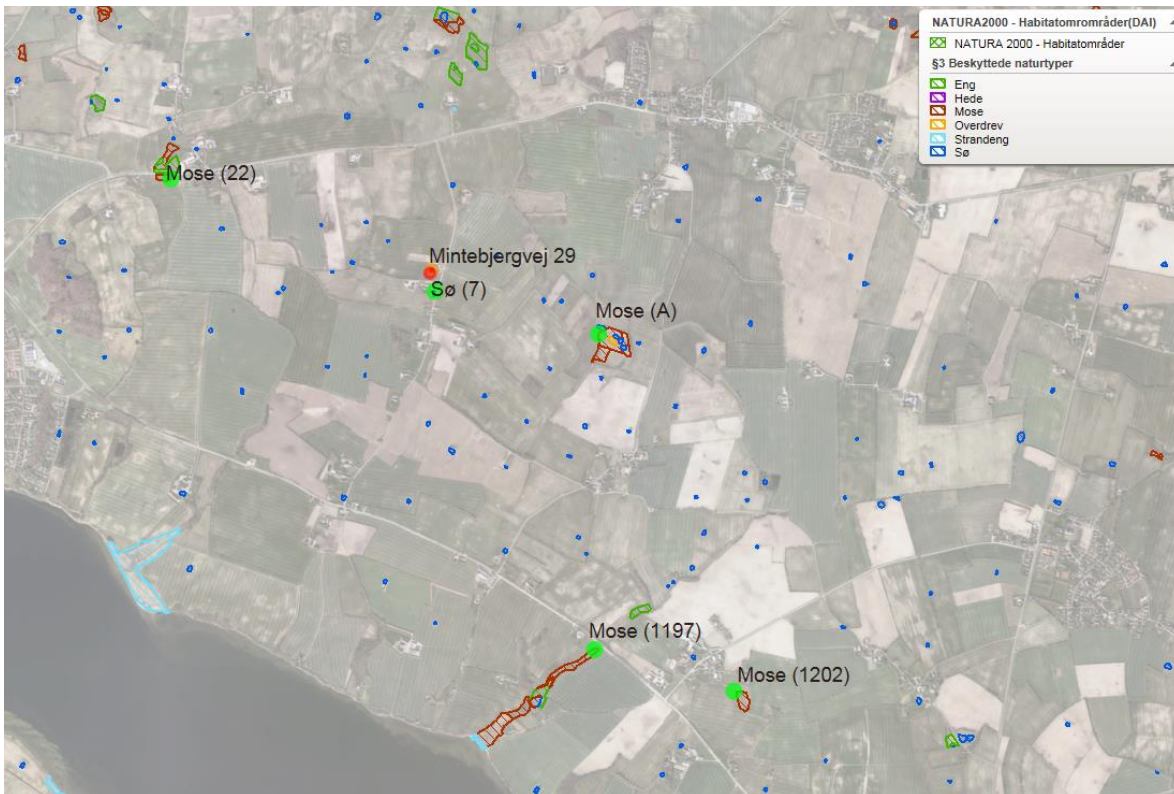 NATURA2000 - Habitatomrområder(DAI)
NATURA 2000 - Habitatområder
§3 Beskyttede naturtyper
Eng
Hede
Mose
Overdrev
Strandeng
Sø
Mose (22)
Mintebjergvej 29
Sø (7)
Mose (A)
Mose (1197)
Mose (1202)